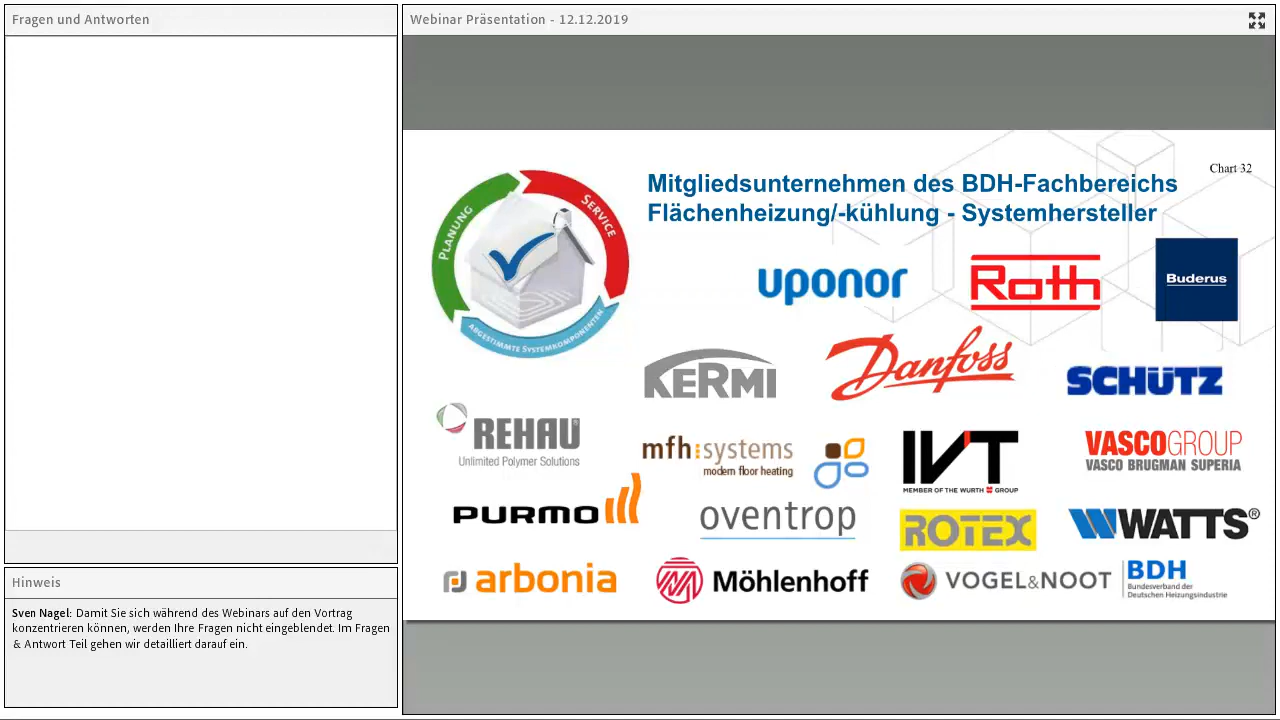 Fragen und Antworten
Hinweis
Sven Nagel: Damit Sie sich während des Webinars auf den Vortrag
konzentrieren können, werden Ihre Fragen nicht eingeblendet. Im Fragen
& Antwort Teil gehen wir detailliert darauf ein.
Webinar Präsentation - 12.12.2019
Chart 32
Mitgliedsunternehmen des BDH-Fachbereichs
Flächenheizung/-kühlung - Systemhersteller
PLANUNG
SERVICE
ABGESTIMMTE SYSTEMKOMPONENTEN
uponor
Roth
Buderus
KERMI
Danfoss
SCHÜTZ
REHAU®
Unlimited Polymer Solutions
mfh:systems
modern floor heating
IVT
MEMBER OF THE WÜRTH GROUP
VASCOGROUP
VASCO BRUGMAN SUPERIA
PURMO
oventrop
ROTEX
WATTS®
arbonia
Möhlenhoff
VOGEL&NOOT
BDH
Bundesverband der
Deutschen Heizungsindustrie